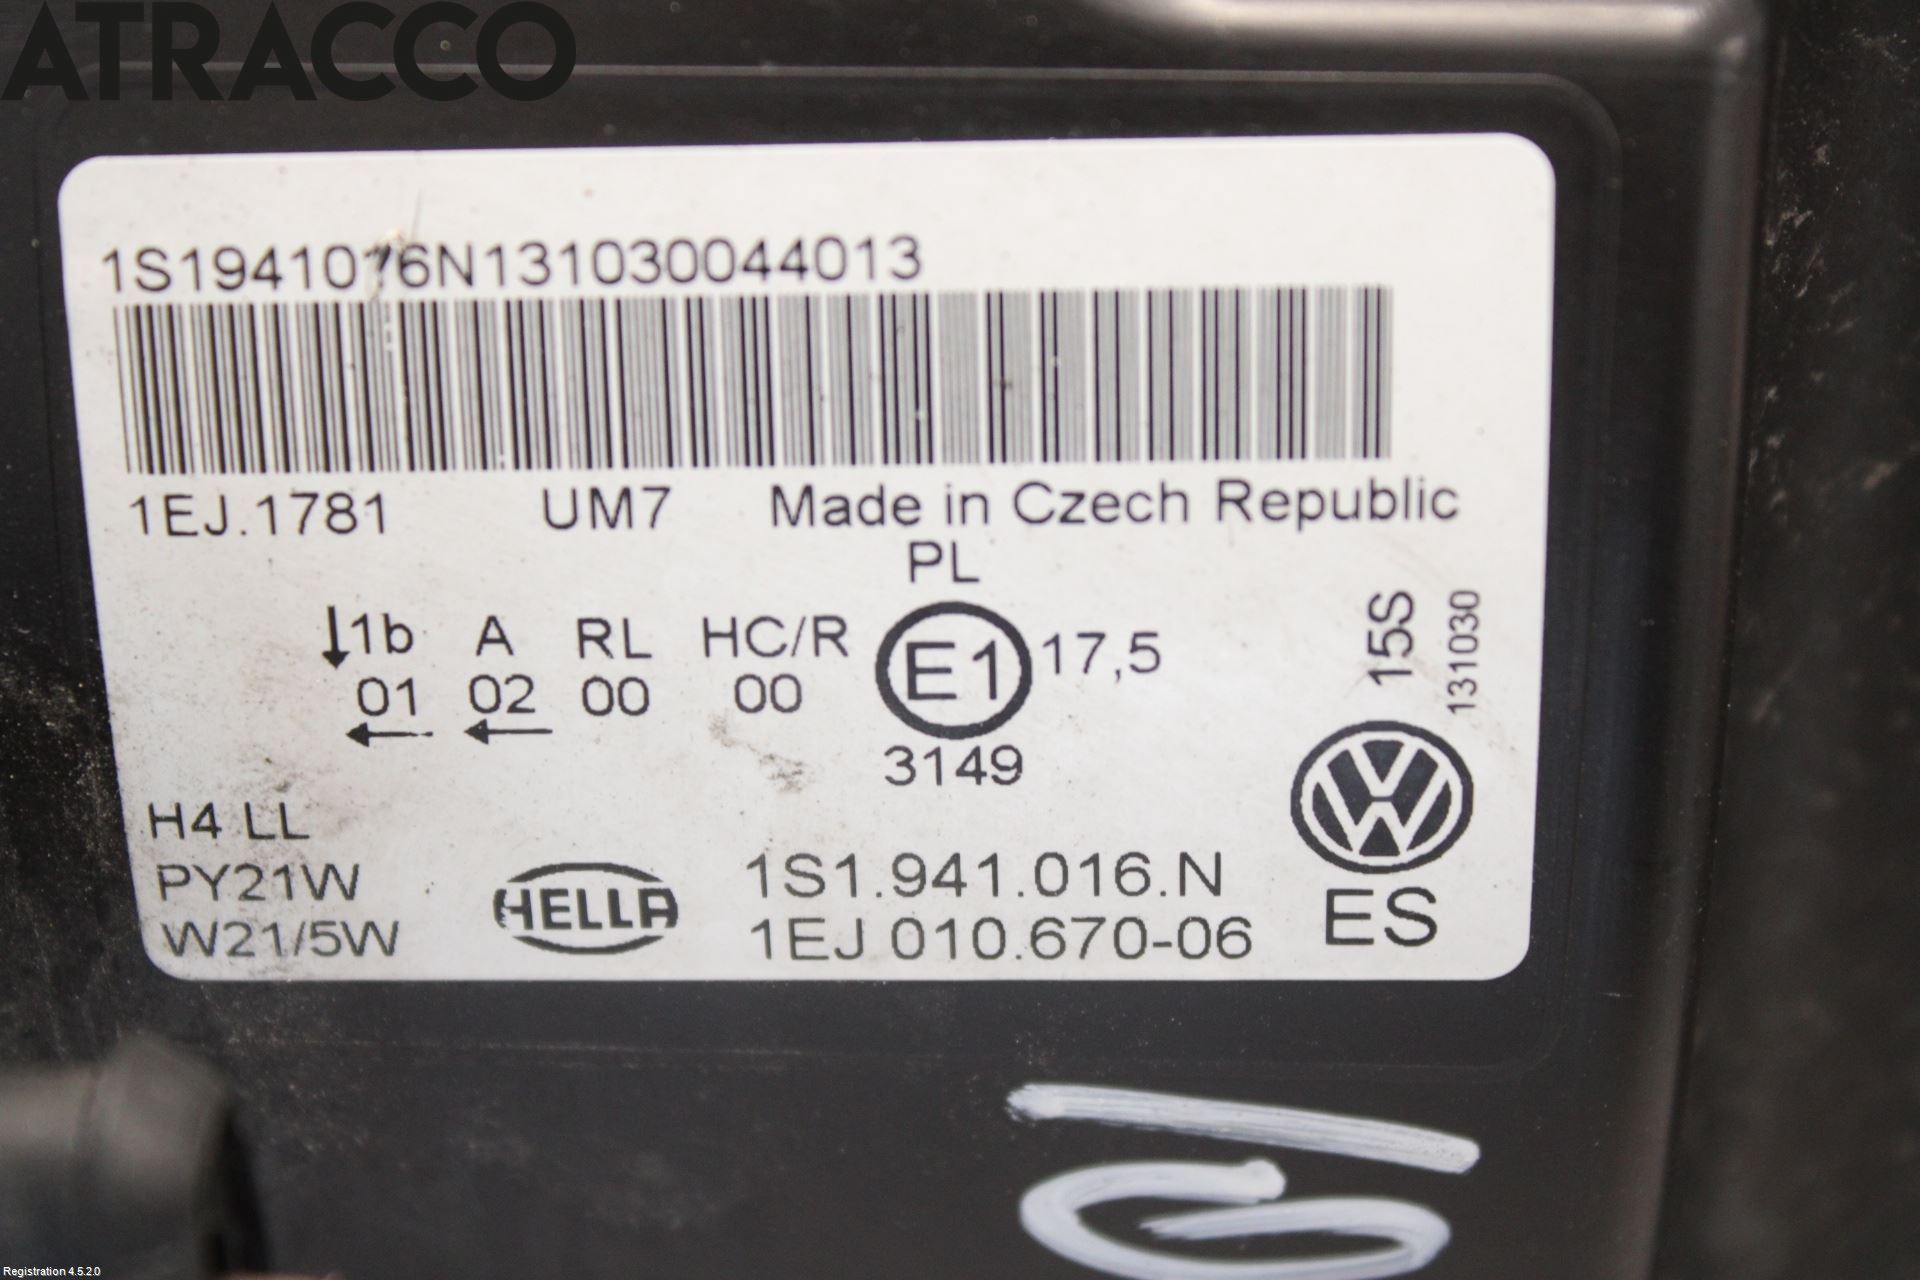 ATRACCO
1S1941016N131030044013
1EJ.1781 UM7 Made in Czech Republic
PL
↓1b A RL HC/R E1 17,5
01 02 00 00
← ←
3149
15S
131030
H4 LL
PY21W
W21/5W
HELLA
1S1.941.016.N
1EJ 010.670-06
VW
ES
Registration 4.5.2.0